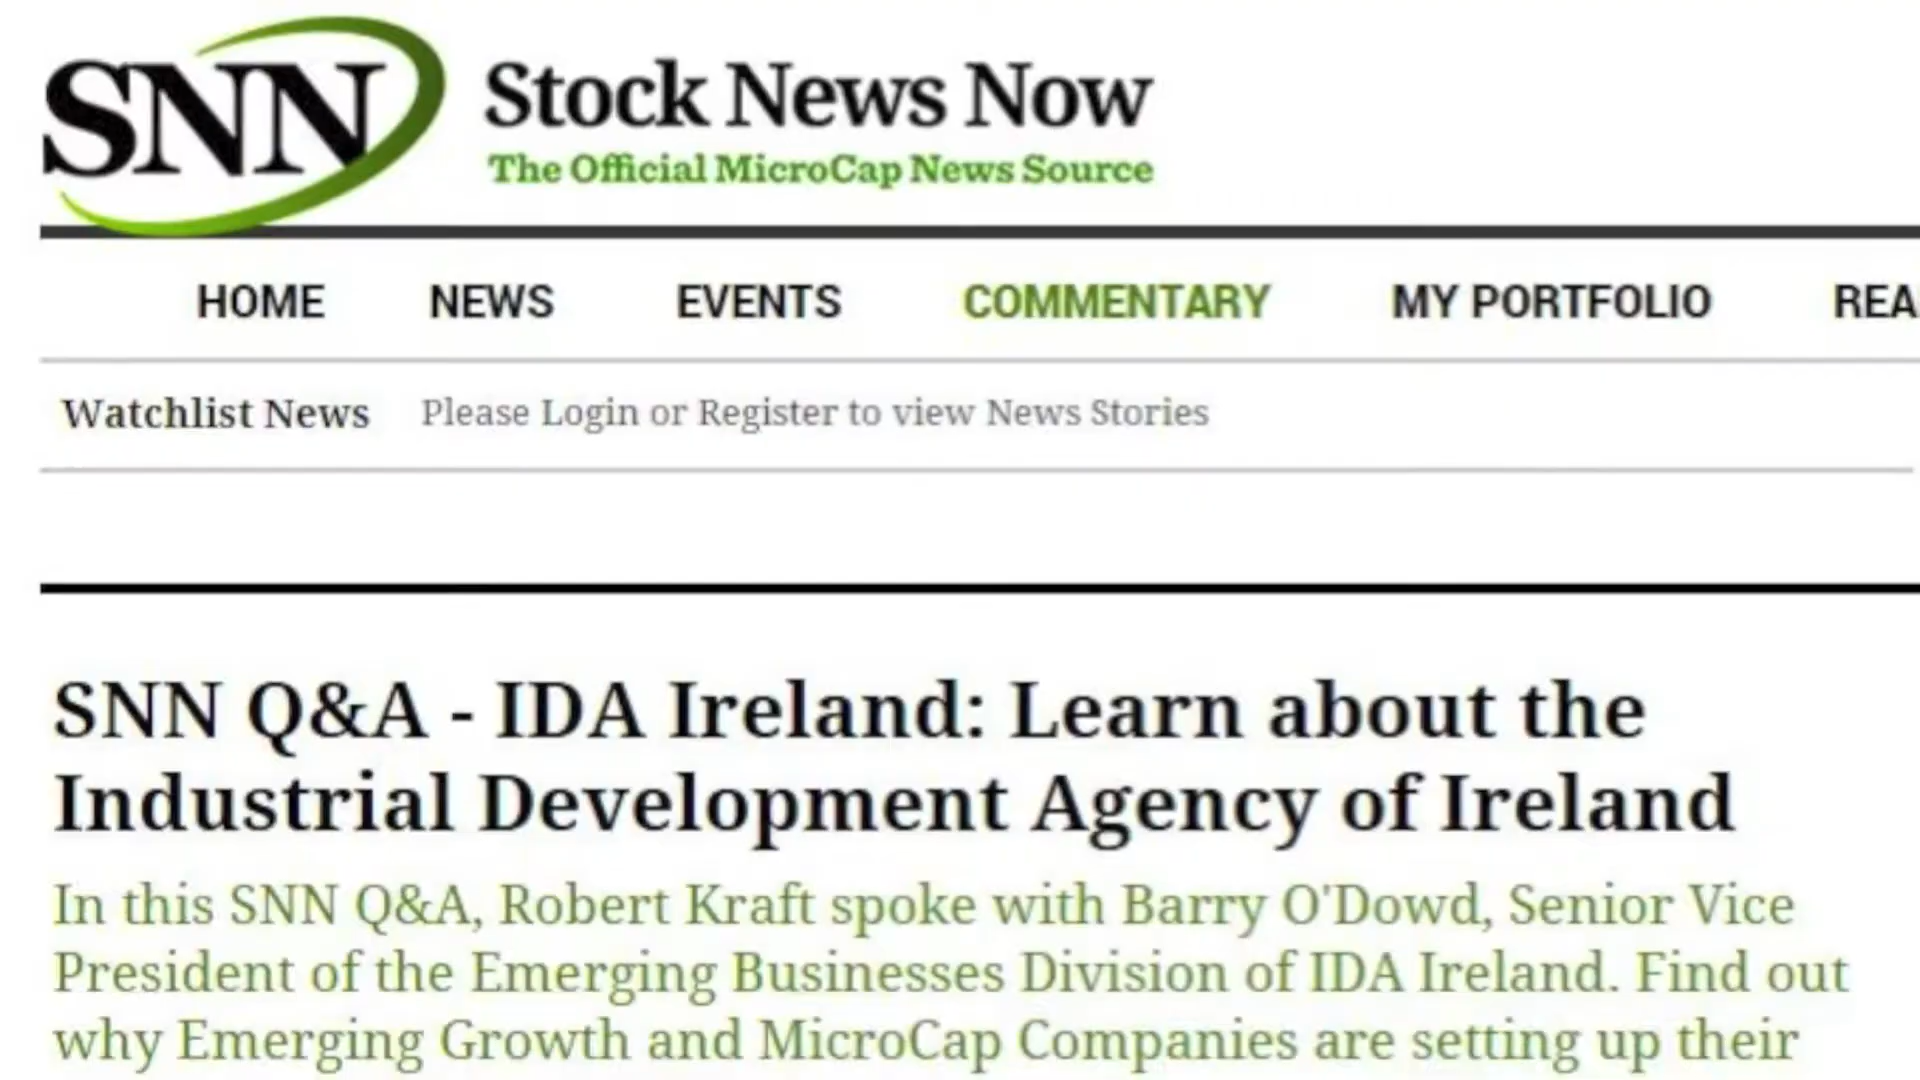 SNN
Stock News Now
The Official MicroCap News Source
HOME NEWS EVENTS COMMENTARY MY PORTFOLIO REA
Watchlist News Please Login or Register to view News Stories
SNN Q&A - IDA Ireland: Learn about the
Industrial Development Agency of Ireland
In this SNN Q&A, Robert Kraft spoke with Barry O'Dowd, Senior Vice
President of the Emerging Businesses Division of IDA Ireland. Find out
why Emerging Growth and MicroCap Companies are setting up their